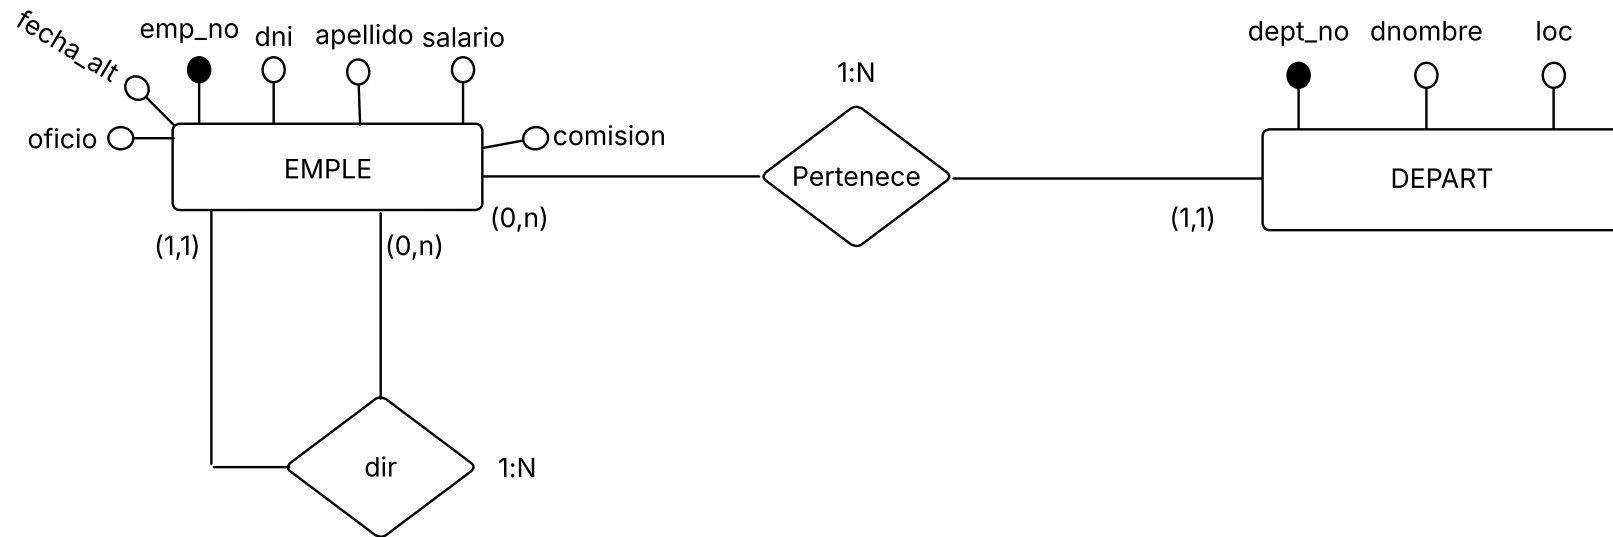 fecha_alt
emp_no
dni
apellido
salario
oficio
comision
EMPLE
(1,1)
(0,n)
(0,n)
1:N
Pertenece
(1,1)
dept_no
dnombre
loc
DEPART
dir
1:N